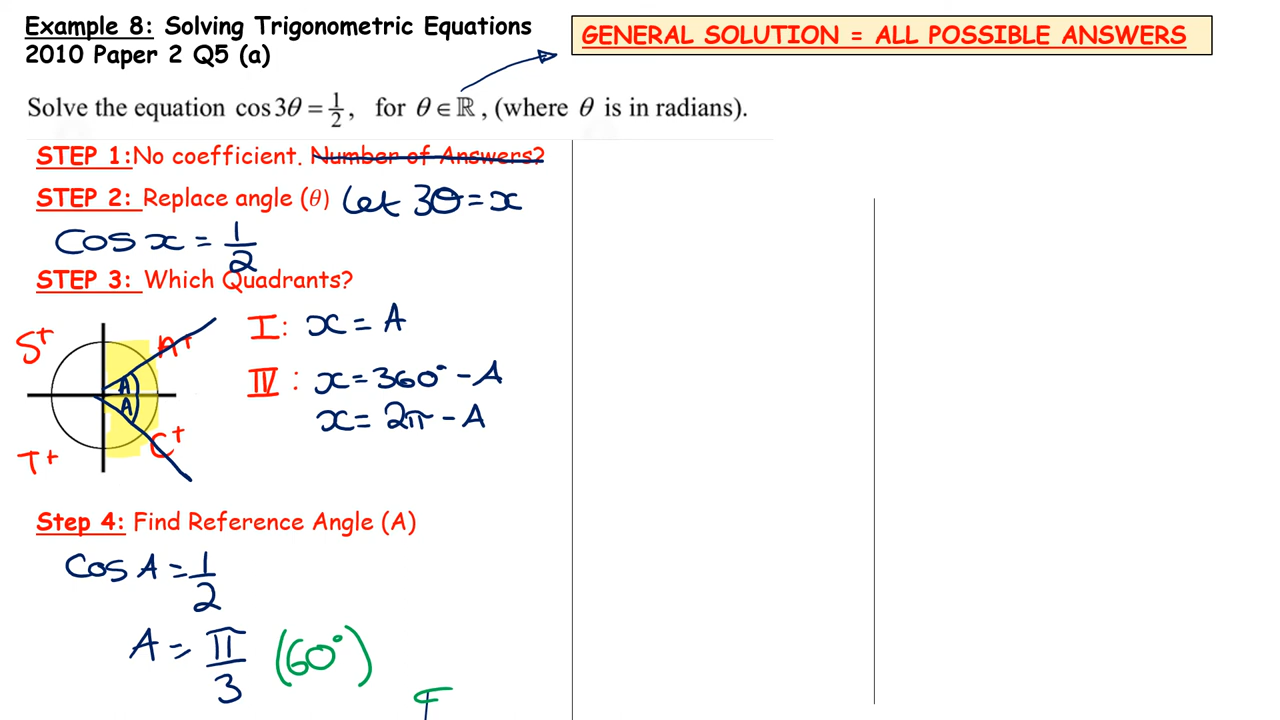 Example 8: Solving Trigonometric Equations
2010 Paper 2 Q5 (a)
GENERAL SOLUTION = ALL POSSIBLE ANSWERS
Solve the equation cos 3θ = 1/2, for θ ∈ ℝ, (where θ is in radians).
STEP 1: No coefficient. Number of Answers?
STEP 2: Replace angle (θ) Let 3θ = x
Cos x = 1/2
STEP 3: Which Quadrants?
S+ A+
A
A
T+ C+
I: x = A
IV: x = 360° - A
x = 2π - A
Step 4: Find Reference Angle (A)
Cos A = 1/2
A = π/3 (60°)